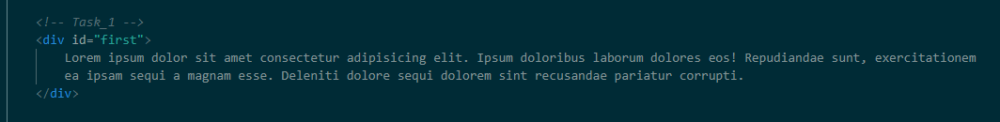 <!-- Task_1 -->
<div id="first">
Lorem ipsum dolor sit amet consectetur adipisicing elit. Ipsum doloribus laborum dolores eos! Repudiandae sunt, exercitationem
ea ipsam sequi a magnam esse. Deleniti dolore sequi dolorem sint recusandae pariatur corrupti.
</div>